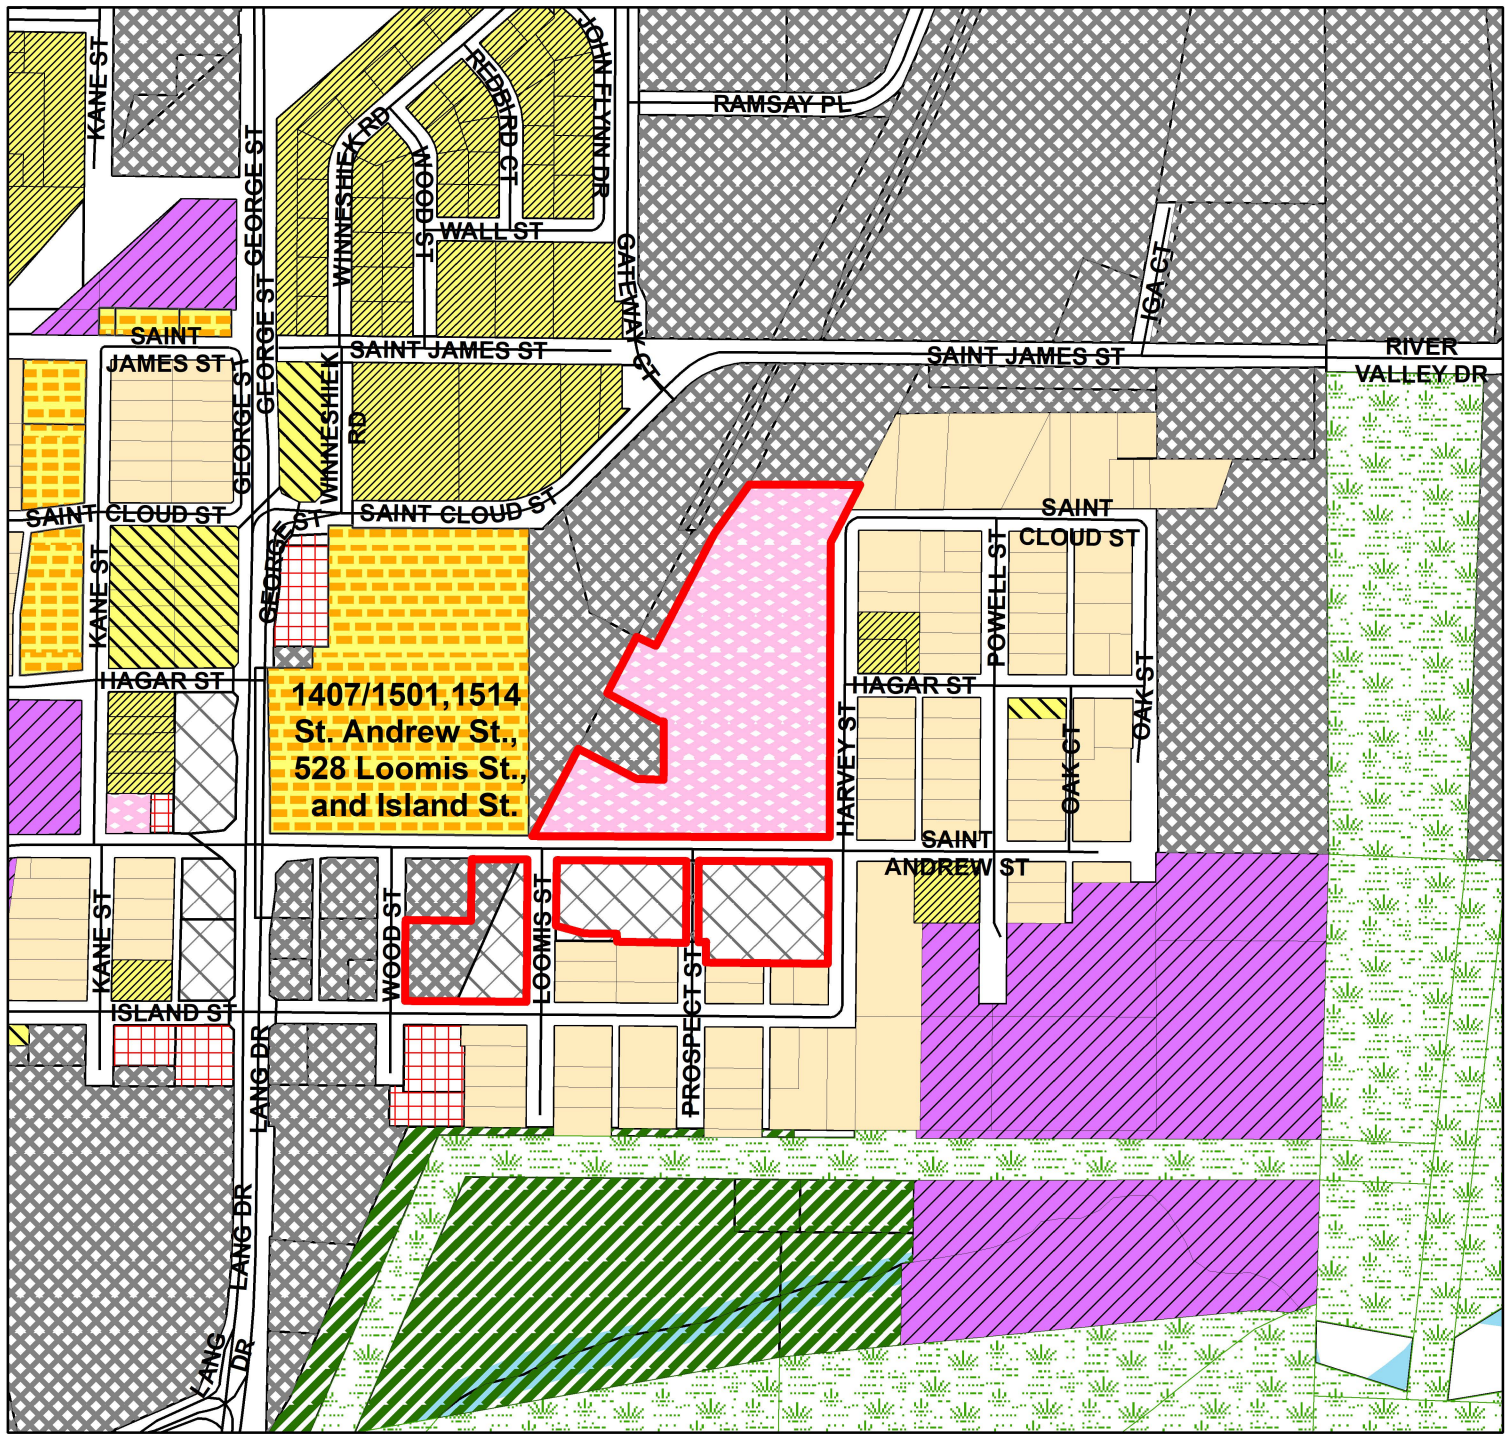 KANE ST
GEORGE ST
JOHN FLYNN DR
REDBIRD CT
RAMSAY PL
WINNESHIEK RD
WOOD ST
WALL ST
GATEWAY CT
IGA CT
GEORGE ST
SAINT
JAMES ST
SAINT JAMES ST
SAINT JAMES ST
RIVER
VALLEY DR
GEORGE ST
WINNESHIEK
RD
SAINT CLOUD ST
GEORGE ST
SAINT CLOUD ST
SAINT
CLOUD ST
KANE ST
POWELL ST
HAGAR ST
HAGAR ST
OAK ST
1407/1501,1514
St. Andrew St.,
528 Loomis St.,
and Island St.
HARVEY ST
OAK CT
SAINT
ANDREW ST
KANE ST
WOOD ST
LOOMIS ST
PROSPECT ST
ISLAND ST
LANG DR
LANG DR
LANG
DR